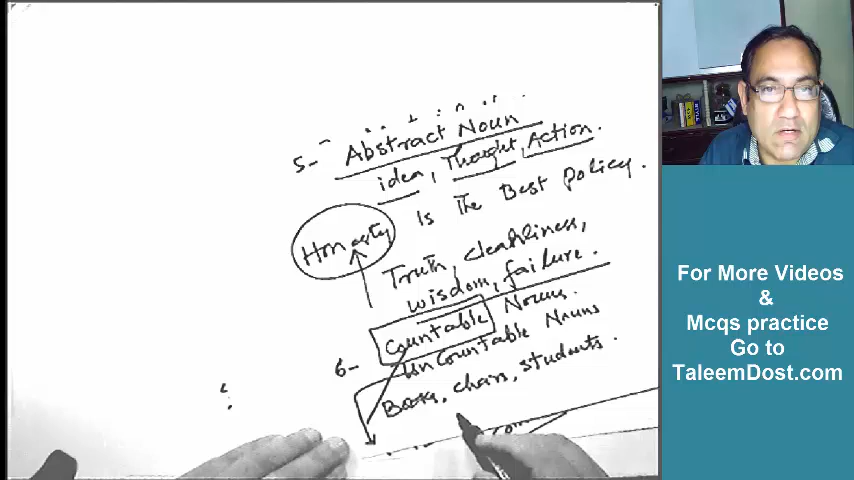 5- Abstract Noun
idea, Thought, Action.
Honesty Is The Best policy.
Truth, cleanliness,
wisdom, failure.
6- Countable Nouns.
UnCountable Nouns
Books, chairs, students.
For More Videos
&
Mcqs practice
Go to
TaleemDost.com